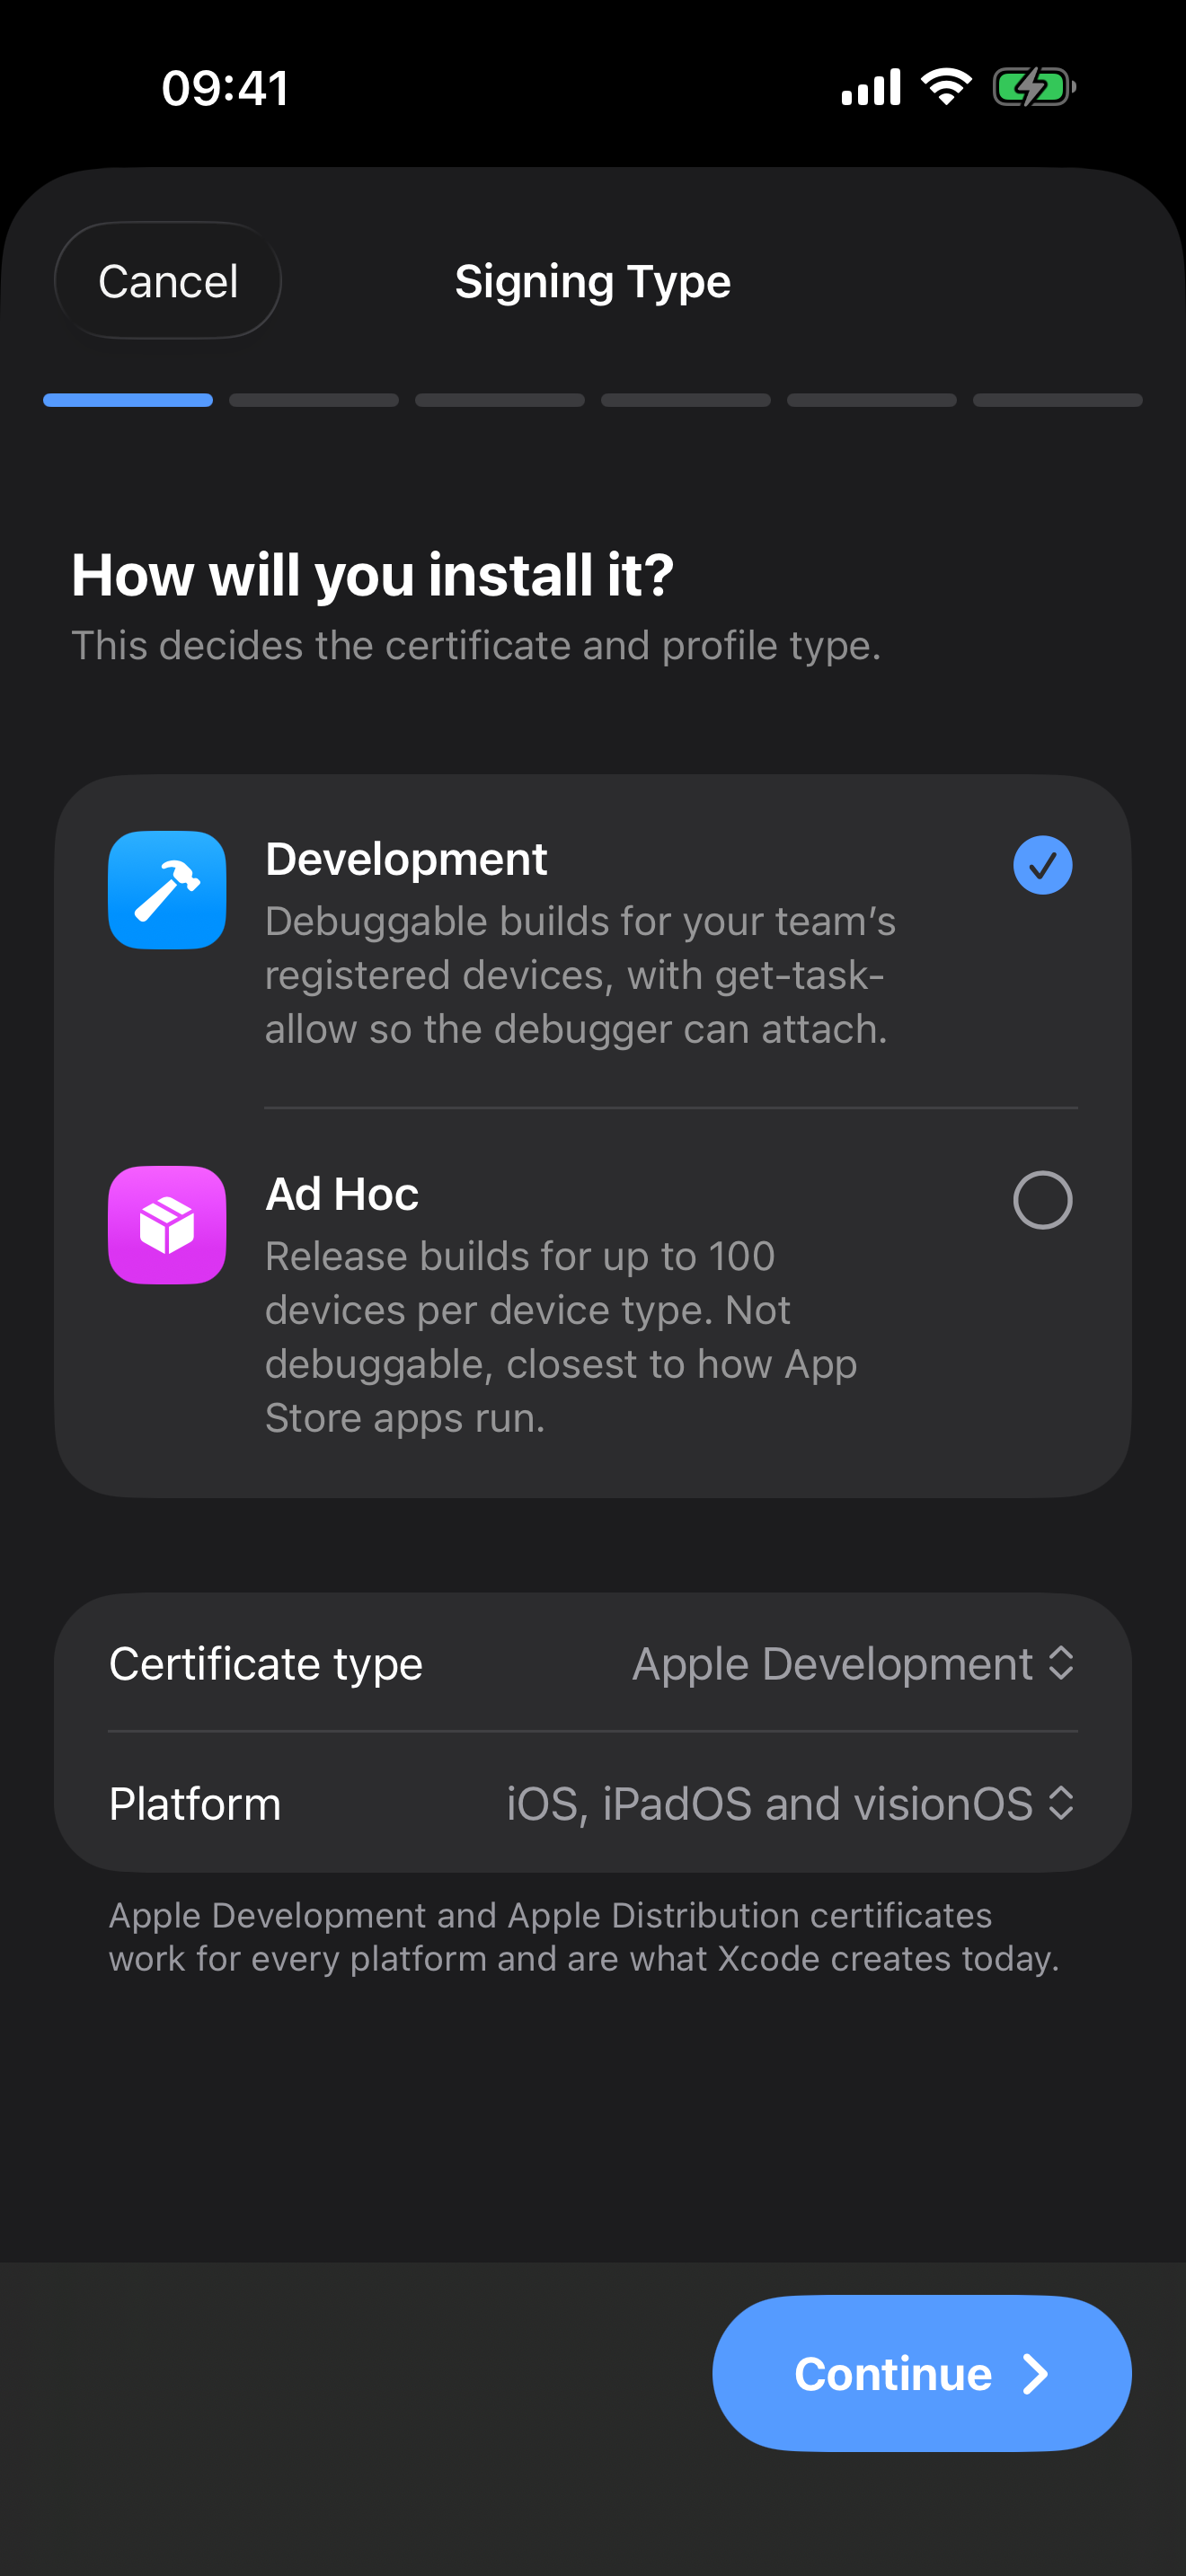 09:41
Cancel
Signing Type
How will you install it?
This decides the certificate and profile type.
Development
Debuggable builds for your team’s
registered devices, with get-task-
allow so the debugger can attach.
Ad Hoc
Release builds for up to 100
devices per device type. Not
debuggable, closest to how App
Store apps run.
Certificate type
Apple Development
Platform
iOS, iPadOS and visionOS
Apple Development and Apple Distribution certificates
work for every platform and are what Xcode creates today.
Continue